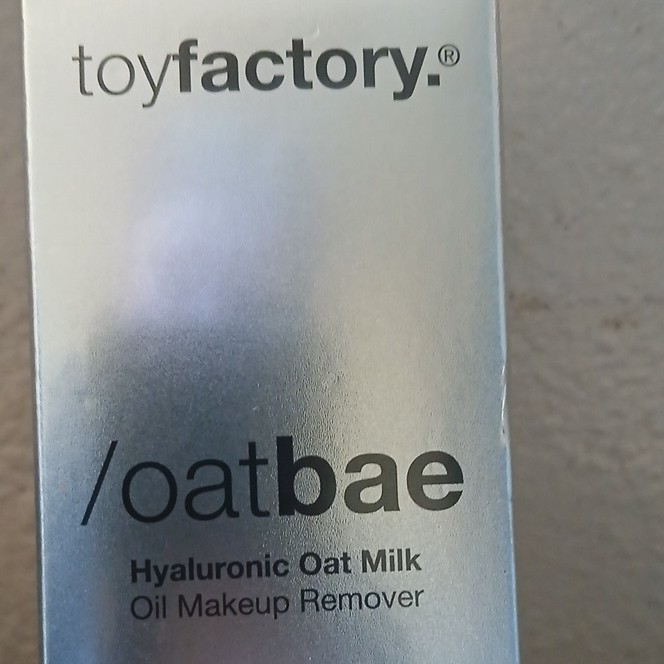 toyfactory.®
/oatbae
Hyaluronic Oat Milk
Oil Makeup Remover